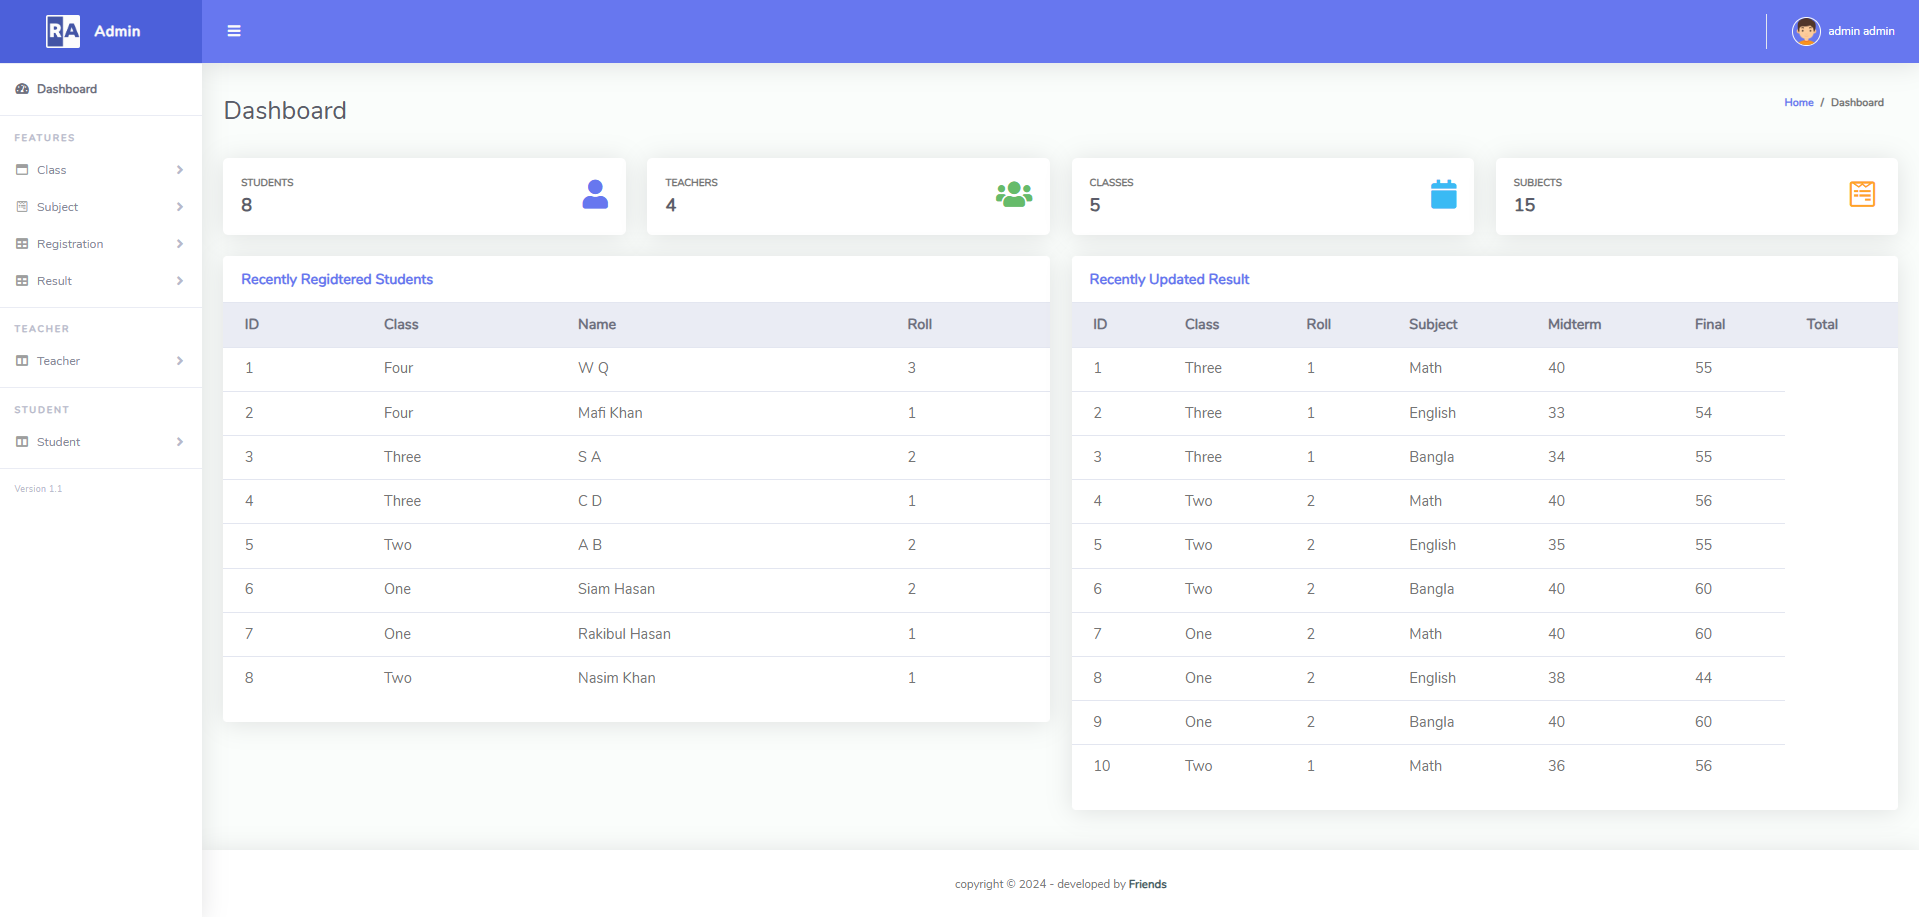 RA Admin
admin admin
Dashboard
FEATURES
Class
Subject
Registration
Result
TEACHER
Teacher
STUDENT
Student
Version 1.1
Dashboard
Home / Dashboard
STUDENTS
8
TEACHERS
4
CLASSES
5
SUBJECTS
15
Recently Regidtered Students
ID Class Name Roll
1 Four W Q 3
2 Four Mafi Khan 1
3 Three S A 2
4 Three C D 1
5 Two A B 2
6 One Siam Hasan 2
7 One Rakibul Hasan 1
8 Two Nasim Khan 1
Recently Updated Result
ID Class Roll Subject Midterm Final Total
1 Three 1 Math 40 55
2 Three 1 English 33 54
3 Three 1 Bangla 34 55
4 Two 2 Math 40 56
5 Two 2 English 35 55
6 Two 2 Bangla 40 60
7 One 2 Math 40 60
8 One 2 English 38 44
9 One 2 Bangla 40 60
10 Two 1 Math 36 56
copyright © 2024 - developed by Friends